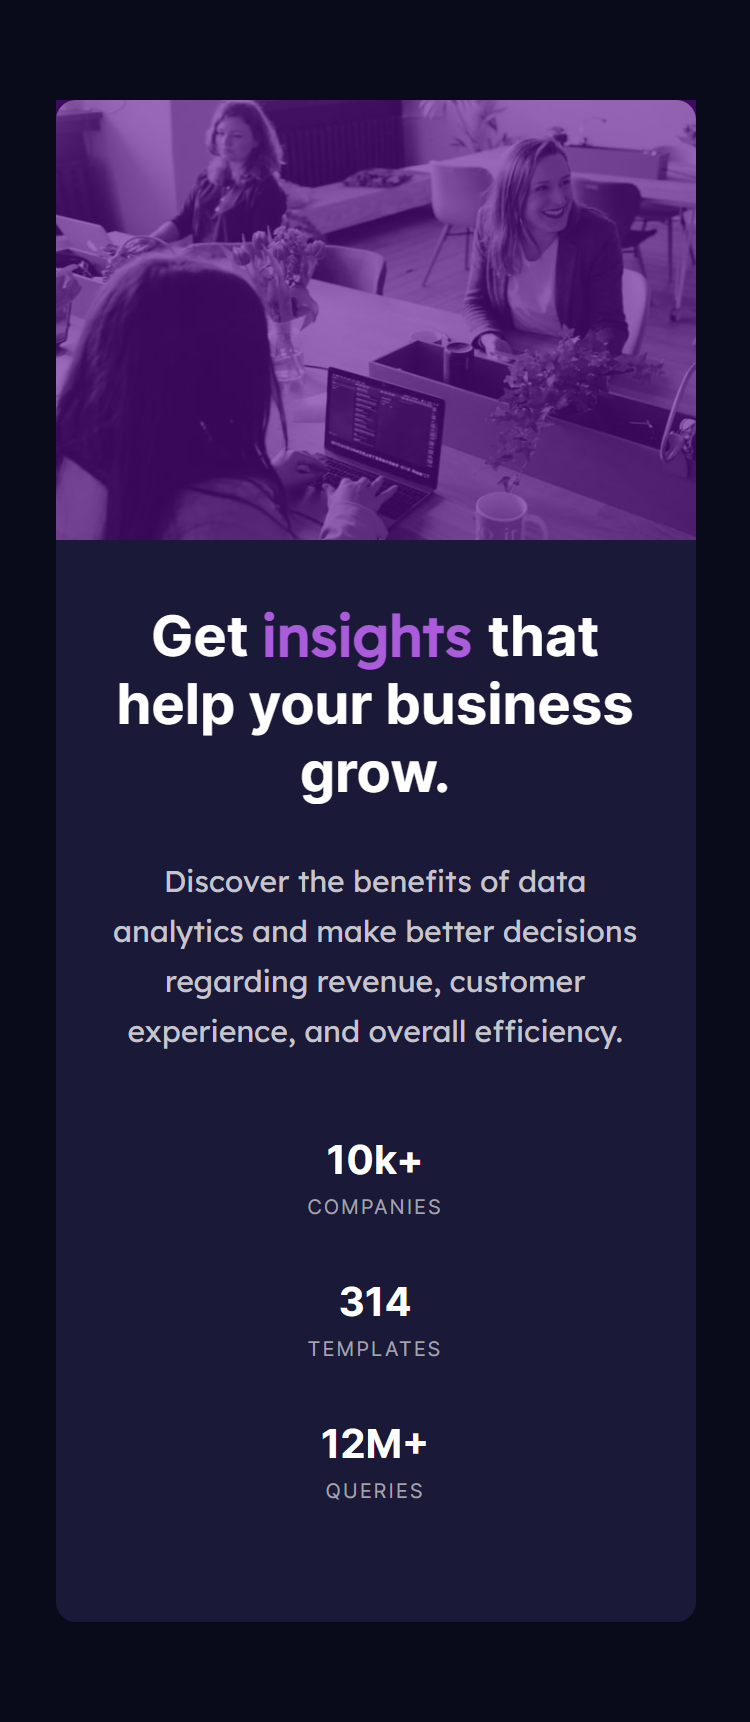 Get insights that
help your business
grow.
Discover the benefits of data
analytics and make better decisions
regarding revenue, customer
experience, and overall efficiency.
10k+
COMPANIES
314
TEMPLATES
12M+
QUERIES